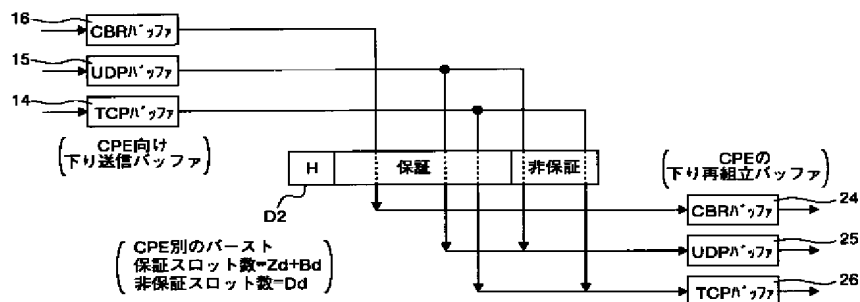 16
CBRバッファ
15
UDPバッファ
14
TCPバッファ
CPE向け
下り送信バッファ
H
保証
非保証
D2
CPEの
下り再組立バッファ
CBRバッファ
24
UDPバッファ
25
TCPバッファ
26
CPE別のバースト
保証スロット数=Zd+Bd
非保証スロット数=Dd